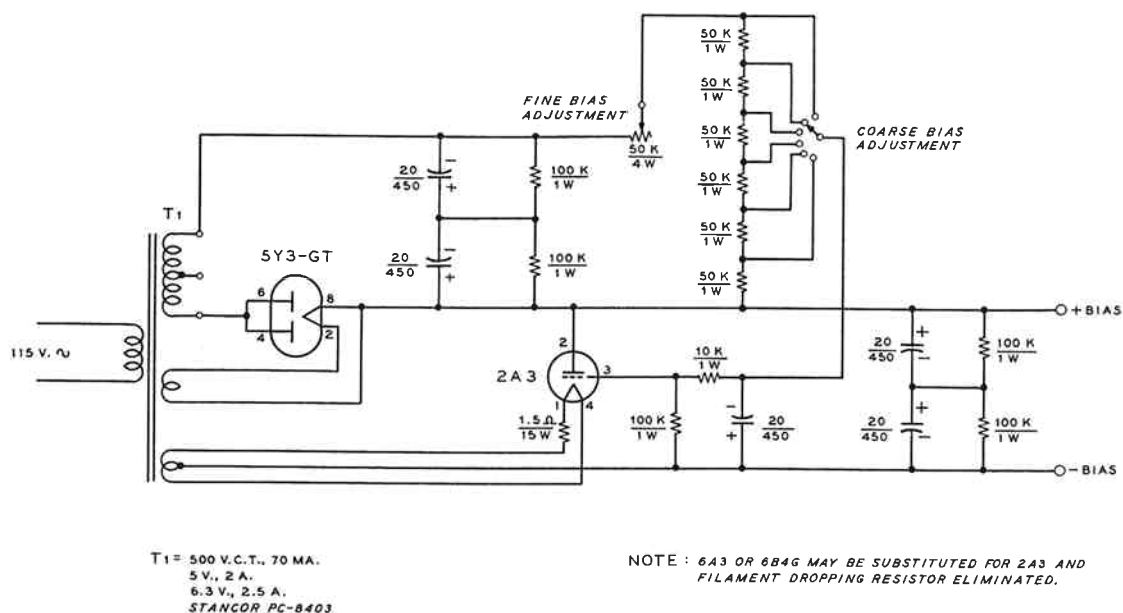 50 K
1 W
50 K
1 W
FINE BIAS
ADJUSTMENT
50 K
1 W
COARSE BIAS
ADJUSTMENT
50 K
4 W
20
450
−
+
100 K
1 W
50 K
1 W
T1
5Y3-GT
20
450
−
+
100 K
1 W
50 K
1 W
50 K
1 W
6
8
4
2
+ BIAS
115 V. ~
2
2A3
3
1
4
10 K
1 W
20
450
+
−
100 K
1 W
1.5 Ω
15 W
100 K
1 W
−
+
20
450
20
450
+
−
100 K
1 W
− BIAS
T1 = 500 V.C.T., 70 MA.
5 V., 2 A.
6.3 V., 2.5 A.
STANCOR PC-8403
NOTE : 6A3 OR 6B4G MAY BE SUBSTITUTED FOR 2A3 AND
FILAMENT DROPPING RESISTOR ELIMINATED.